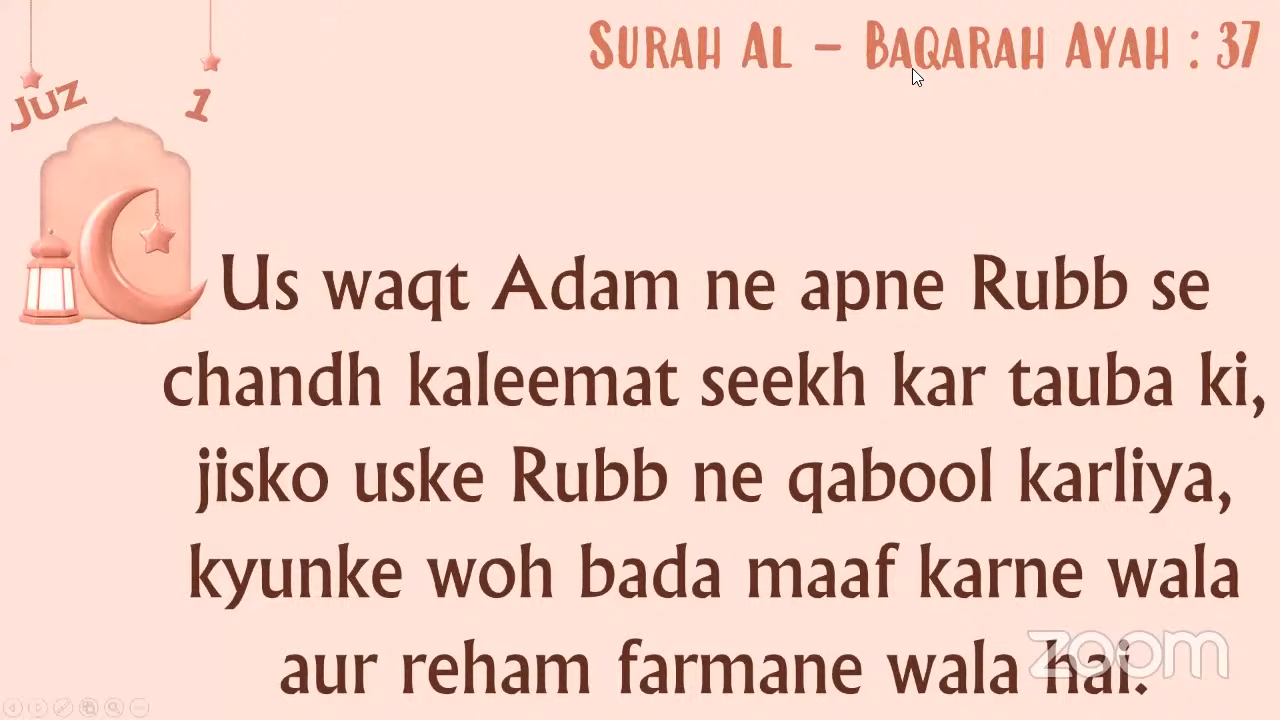 SURAH AL – BAQARAH AYAH : 37
JUZ 1
Us waqt Adam ne apne Rubb se
chandh kaleemat seekh kar tauba ki,
jisko uske Rubb ne qabool karliya,
kyunke woh bada maaf karne wala
aur reham farmane wala hai.
zoom